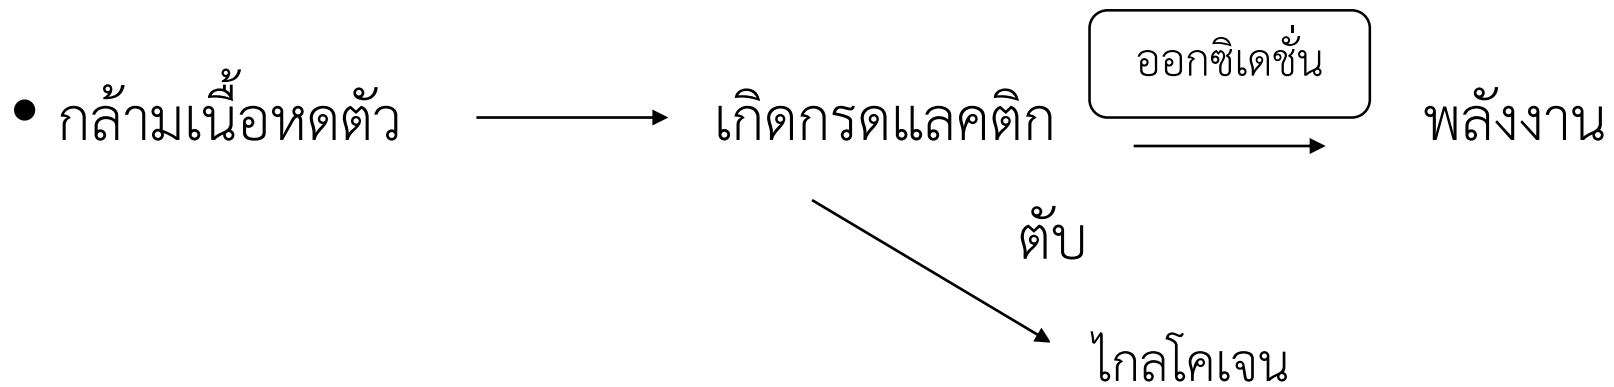 ออกซิเดชั่น
• กล้ามเนื้อหดตัว เกิดกรดแลคติก พลังงาน
ตับ
ไกลโคเจน